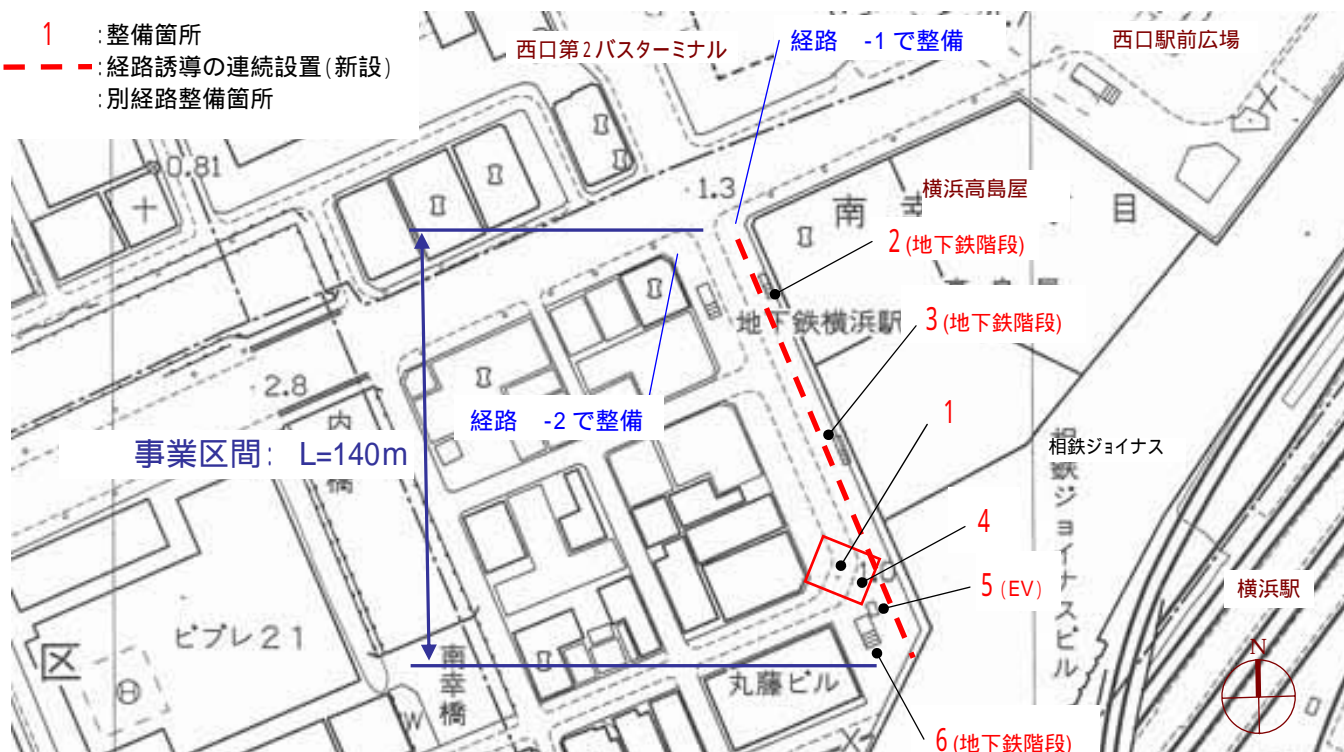 1 :整備箇所
:経路誘導の連続設置(新設)
:別経路整備箇所
西口第2バスターミナル
経路 -1 で整備
西口駅前広場
0.81
1.3
横浜高島屋
南幸
目
2 (地下鉄階段)
地下鉄横浜駅
3 (地下鉄階段)
2.8
内
橋
経路 -2 で整備
1
事業区間: L=140m
相鉄ジョイナス
相鉄ジョイナスビル
4
5 (EV)
横浜駅
ビブレ21
区
H
南幸橋
W
丸藤ビル
N
6 (地下鉄階段)